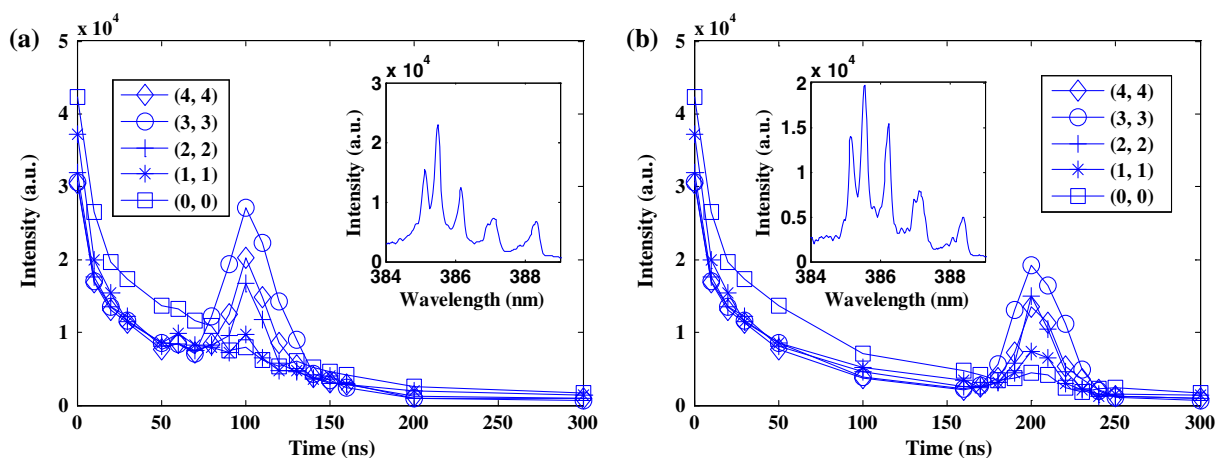 (a)
x 10^4
5
4
3
2
1
0
Intensity (a.u.)
0 50 100 150 200 250 300
Time (ns)
(4, 4)
(3, 3)
(2, 2)
(1, 1)
(0, 0)
x 10^4
3
2
1
0
Intensity (a.u.)
384 386 388
Wavelength (nm)
(b)
x 10^4
5
4
3
2
1
0
Intensity (a.u.)
0 50 100 150 200 250 300
Time (ns)
x 10^4
2
1.5
1
0.5
0
Intensity (a.u.)
384 386 388
Wavelength (nm)
(4, 4)
(3, 3)
(2, 2)
(1, 1)
(0, 0)